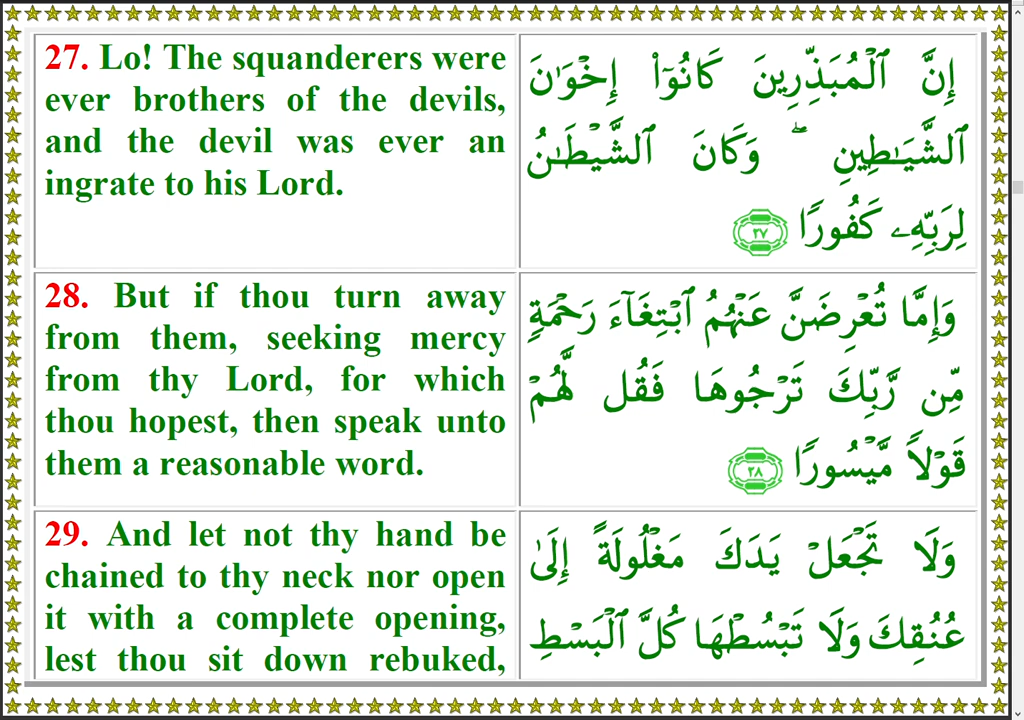 27. Lo! The squanderers were
ever brothers of the devils,
and the devil was ever an
ingrate to his Lord.
إِنَّ ٱلْمُبَذِّرِينَ كَانُوٓا۟ إِخْوَٰنَ
ٱلشَّيَـٰطِينِ ۖ وَكَانَ ٱلشَّيْطَـٰنُ
لِرَبِّهِۦ كَفُورًا ٢٧
28. But if thou turn away
from them, seeking mercy
from thy Lord, for which
thou hopest, then speak unto
them a reasonable word.
وَإِمَّا تُعْرِضَنَّ عَنْهُمُ ٱبْتِغَآءَ رَحْمَةٍ
مِّن رَّبِّكَ تَرْجُوهَا فَقُل لَّهُمْ
قَوْلًا مَّيْسُورًا ٢٨
29. And let not thy hand be
chained to thy neck nor open
it with a complete opening,
lest thou sit down rebuked,
وَلَا تَجْعَلْ يَدَكَ مَغْلُولَةً إِلَىٰ
عُنُقِكَ وَلَا تَبْسُطْهَا كُلَّ ٱلْبَسْطِ